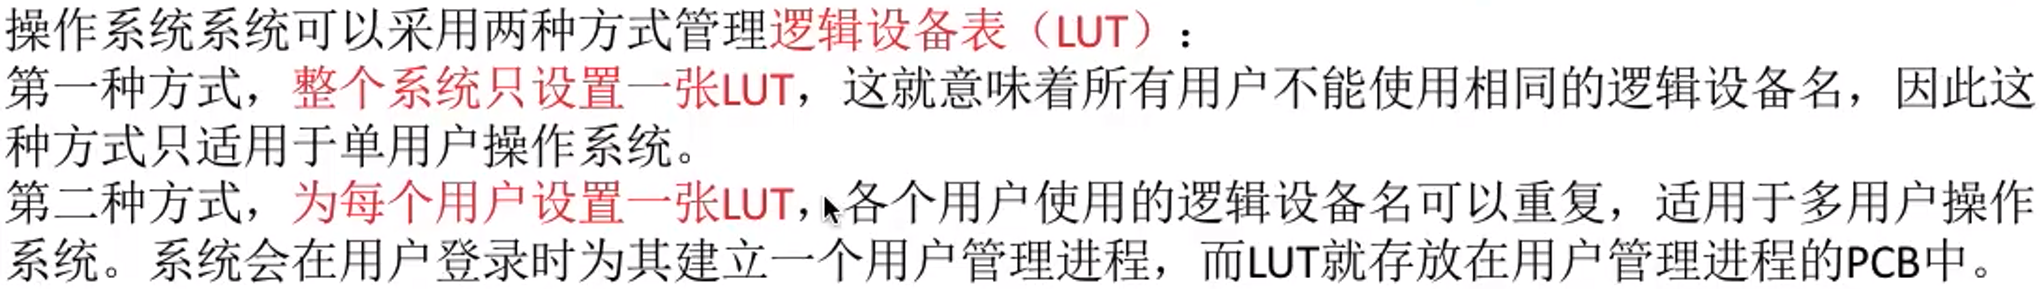 操作系统系统可以采用两种方式管理逻辑设备表（LUT）：
第一种方式，整个系统只设置一张LUT，这就意味着所有用户不能使用相同的逻辑设备名，因此这
种方式只适用于单用户操作系统。
第二种方式，为每个用户设置一张LUT，各个用户使用的逻辑设备名可以重复，适用于多用户操作
系统。系统会在用户登录时为其建立一个用户管理进程，而LUT就存放在用户管理进程的PCB中。